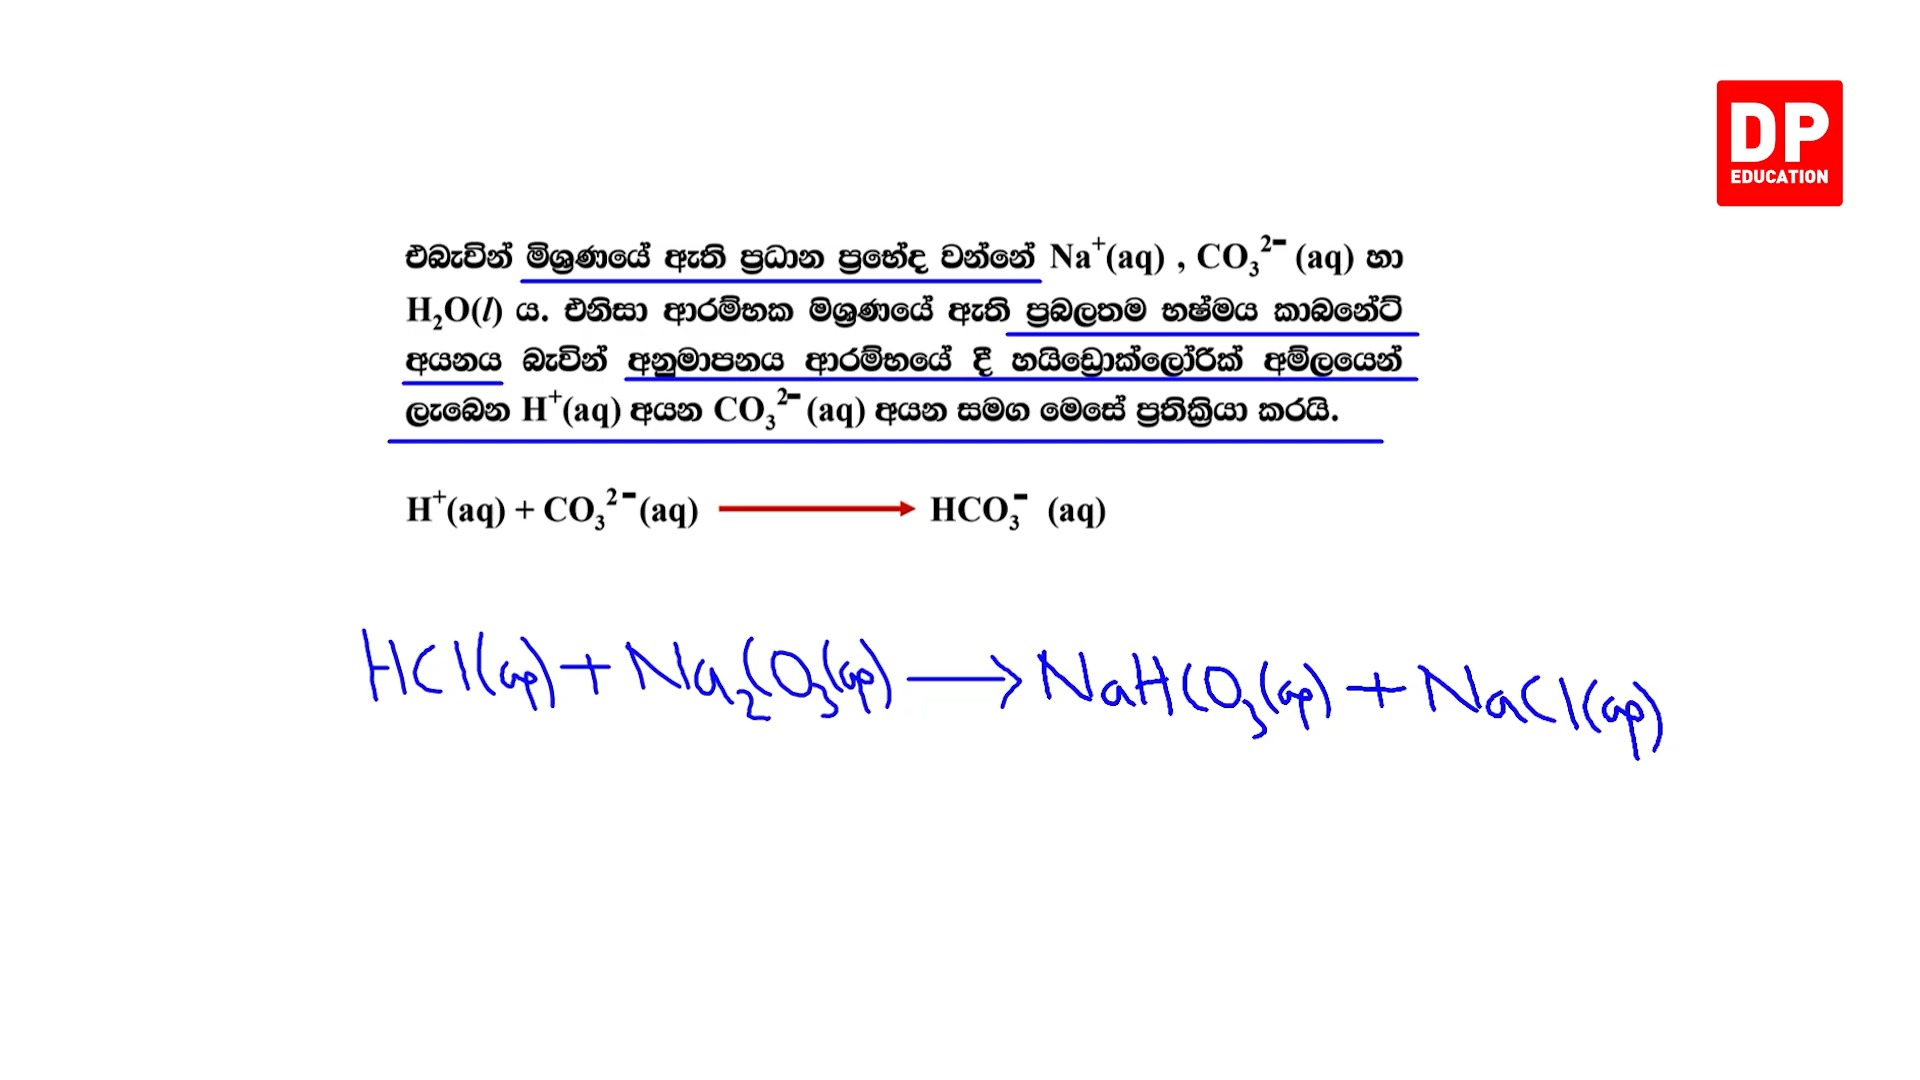 DP
EDUCATION
එබැවින් මිශ්‍රණයේ ඇති ප්‍රධාන ප්‍රභේද වන්නේ Na⁺(aq) , CO₃²⁻ (aq) හා
H₂O(l) ය. එනිසා ආරම්භක මිශ්‍රණයේ ඇති ප්‍රබලතම භෂ්මය කාබනේට්
අයනය බැවින් අනුමාපනය ආරම්භයේ දී හයිඩ්‍රොක්ලෝරික් අම්ලයෙන්
ලැබෙන H⁺(aq) අයන CO₃²⁻ (aq) අයන සමග මෙසේ ප්‍රතික්‍රියා කරයි.
H⁺(aq) + CO₃²⁻(aq) → HCO₃⁻ (aq)
HCl(aq) + Na₂CO₃(aq) → NaHCO₃(aq) + NaCl(aq)